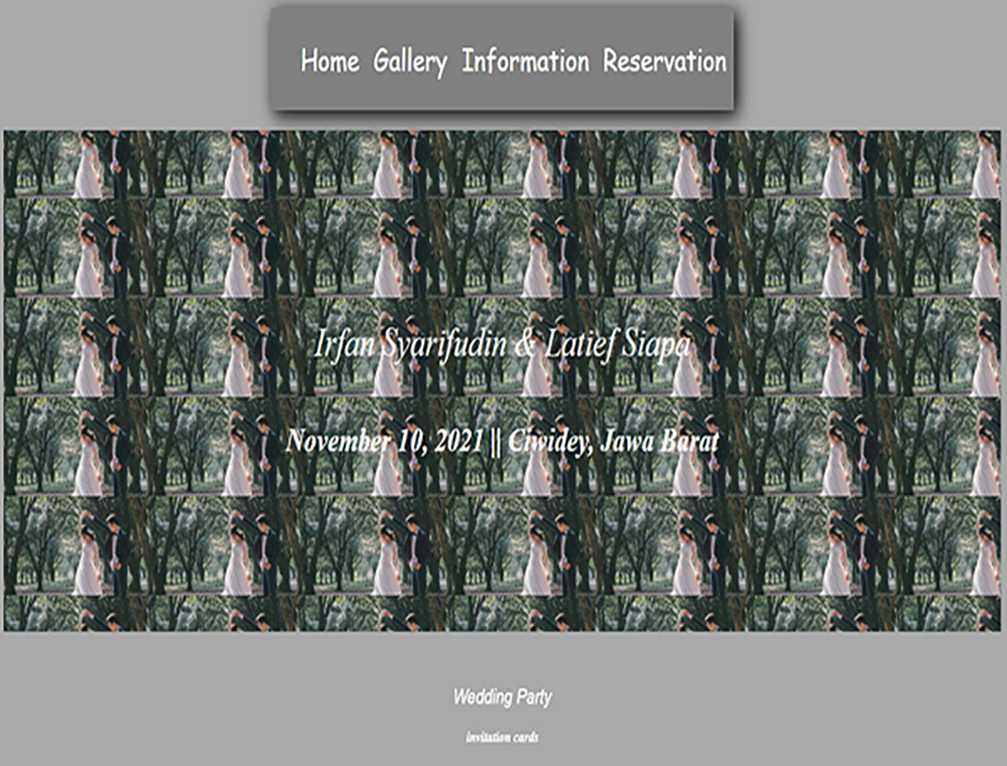 Home Gallery Information Reservation
Irfan Syarifudin & Latief Siapa
November 10, 2021 || Ciwidey, Jawa Barat
Wedding Party
invitation cards